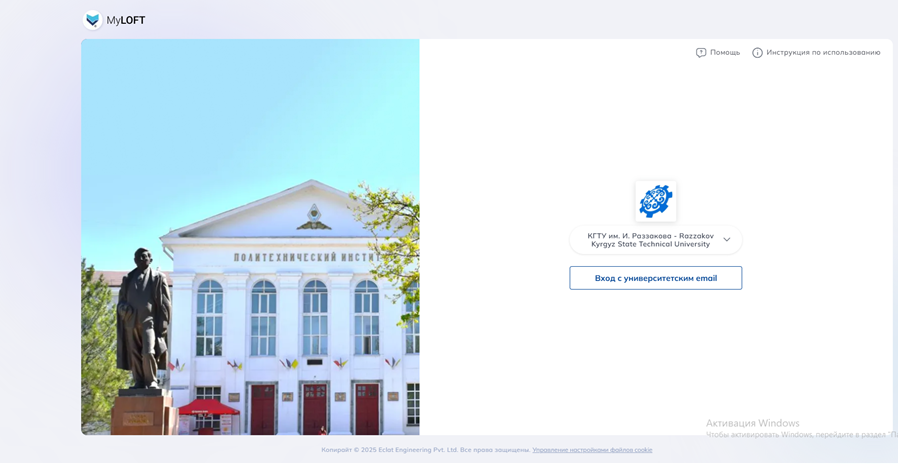 MyLOFT
Помощь
Инструкция по использованию
ПОЛИТЕХНИЧЕСКИЙ ИНСТИТ
КГТУ им. И. Раззакова - Razzakov
Kyrgyz State Technical University
Вход с университетским email
Активация Windows
Чтобы активировать Windows, перейдите в раздел "П
Копирайт © 2025 Eclat Engineering Pvt. Ltd. Все права защищены. Управление настройками файлов cookie